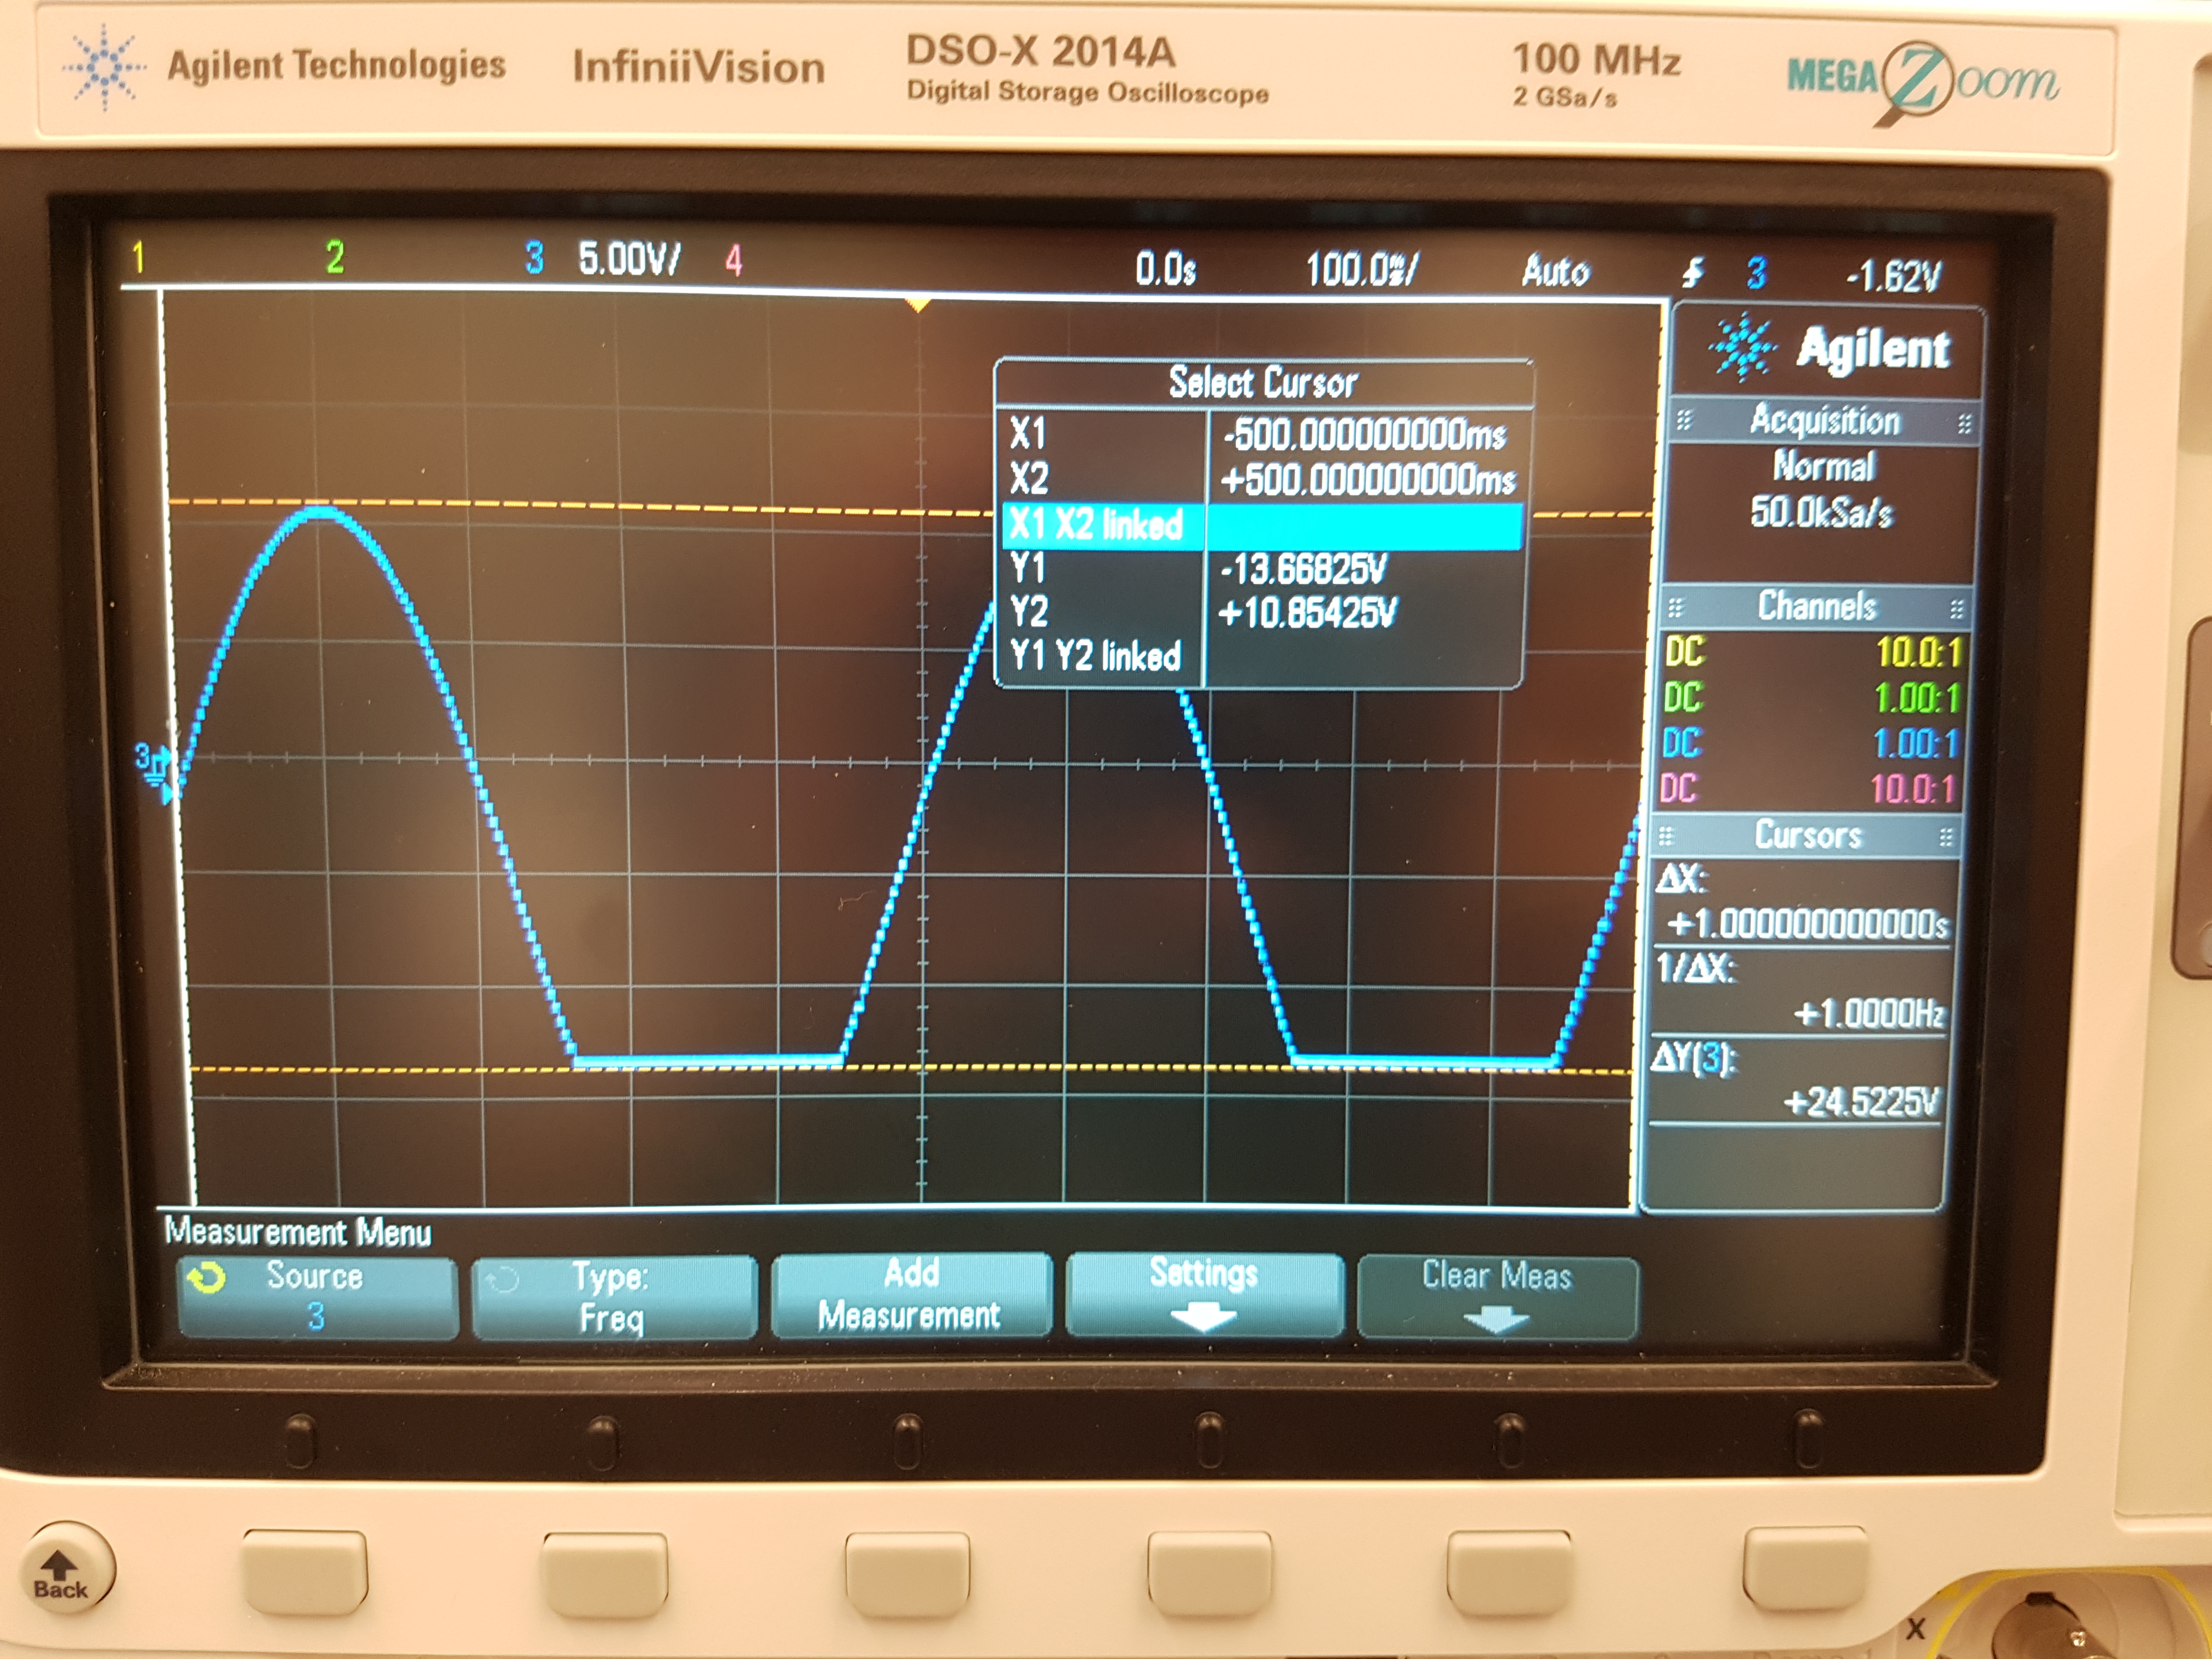 Agilent Technologies InfiniiVision DSO-X 2014A 100 MHz MEGA Zoom
Digital Storage Oscilloscope 2 GSa/s
1 2 3 5.00V/ 4 0.0s 100.0ms/ Auto 3 -1.62V
Agilent
Select Cursor
X1 -500.000000000ms
X2 +500.000000000ms
X1 X2 linked
Y1 -13.66825V
Y2 +10.85425V
Y1 Y2 linked
3
Acquisition
Normal
50.0kSa/s
Channels
DC 10.0:1
DC 1.00:1
DC 1.00:1
DC 10.0:1
Cursors
ΔX:
+1.000000000000s
1/ΔX:
+1.0000Hz
ΔY(3):
+24.5225V
Measurement Menu
Source
3
Type:
Freq
Add
Measurement
Settings
Clear Meas
Back
X